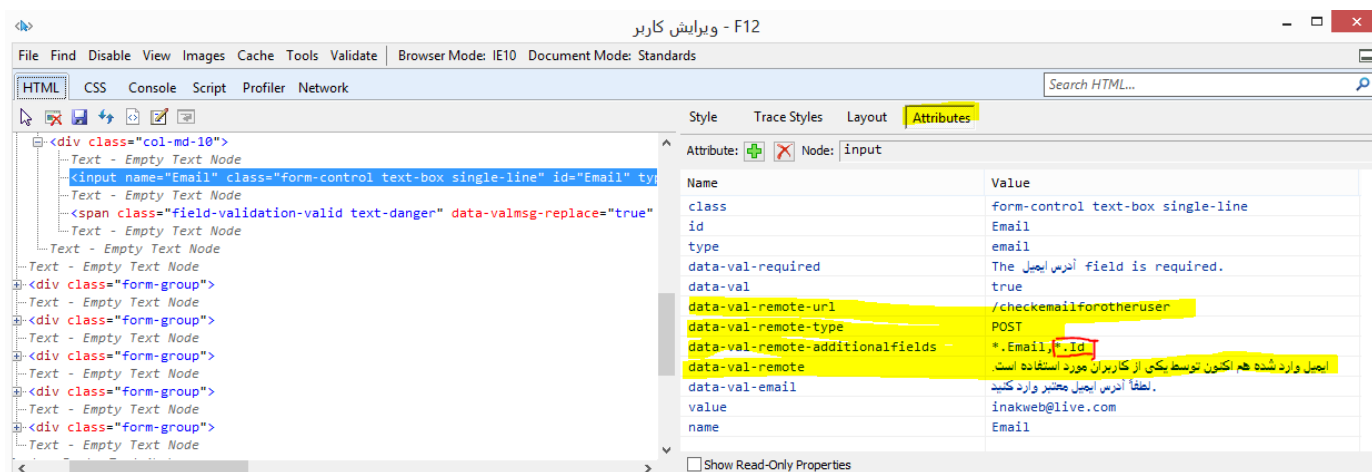 F12 - ویرایش کاربر
File Find Disable View Images Cache Tools Validate Browser Mode: IE10 Document Mode: Standards
HTML CSS Console Script Profiler Network Search HTML...
<div class="col-md-10">
Text - Empty Text Node
<input name="Email" class="form-control text-box single-line" id="Email" typ
Text - Empty Text Node
<span class="field-validation-valid text-danger" data-valmsg-replace="true"
Text - Empty Text Node
Text - Empty Text Node
Text - Empty Text Node
<div class="form-group">
Text - Empty Text Node
<div class="form-group">
Text - Empty Text Node
<div class="form-group">
Text - Empty Text Node
<div class="form-group">
Text - Empty Text Node
<div class="form-group">
Text - Empty Text Node
Style Trace Styles Layout Attributes
Attribute: Node: input
Name Value
class form-control text-box single-line
id Email
type email
data-val-required The آدرس ایمیل field is required.
data-val true
data-val-remote-url /checkemailforotheruser
data-val-remote-type POST
data-val-remote-additionalfields *.Email,*.Id
data-val-remote ایمیل وارد شده هم اکنون توسط یکی از کاربران مورد استفاده است.
data-val-email لطفاً آدرس ایمیل معتبر وارد کنید.
value inakweb@live.com
name Email
Show Read-Only Properties